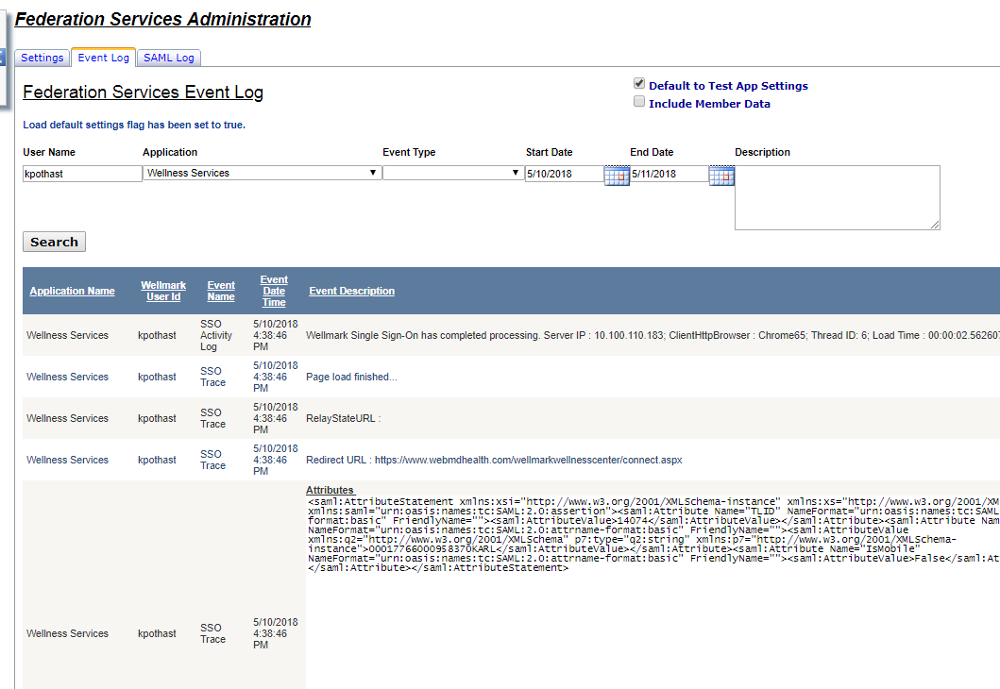 Federation Services Administration
Settings Event Log SAML Log
Federation Services Event Log
Default to Test App Settings
Include Member Data
Load default settings flag has been set to true.
User Name Application Event Type Start Date End Date Description
kpothast Wellness Services 5/10/2018 5/11/2018
Search
Application Name Wellmark User Id Event Name Event Date Time Event Description
Wellness Services kpothast SSO Activity Log 5/10/2018 4:38:46 PM Wellmark Single Sign-On has completed processing. Server IP : 10.100.110.183; ClientHttpBrowser : Chrome65; Thread ID: 6; Load Time : 00:00:02.562607
Wellness Services kpothast SSO Trace 5/10/2018 4:38:46 PM Page load finished...
Wellness Services kpothast SSO Trace 5/10/2018 4:38:46 PM RelayStateURL :
Wellness Services kpothast SSO Trace 5/10/2018 4:38:46 PM Redirect URL : https://www.webmdhealth.com/wellmarkwellnesscenter/connect.aspx
Attributes
<saml:AttributeStatement xmlns:xsi="http://www.w3.org/2001/XMLSchema-instance" xmlns:xs="http://www.w3.org/2001/XM
xmlns:saml="urn:oasis:names:tc:SAML:2.0:assertion"><saml:Attribute Name="TLID" NameFormat="urn:oasis:names:tc:SAML
format:basic" FriendlyName=""><saml:AttributeValue>14074</saml:AttributeValue></saml:Attribute><saml:Attribute Nam
NameFormat="urn:oasis:names:tc:SAML:2.0:attrname-format:basic" FriendlyName=""><saml:AttributeValue
xmlns:q2="http://www.w3.org/2001/XMLSchema" p7:type="q2:string" xmlns:p7="http://www.w3.org/2001/XMLSchema-
instance">00017766000958370KARL</saml:AttributeValue></saml:Attribute><saml:Attribute Name="IsMobile"
NameFormat="urn:oasis:names:tc:SAML:2.0:attrname-format:basic" FriendlyName=""><saml:AttributeValue>False</saml:At
</saml:Attribute></saml:AttributeStatement>
Wellness Services kpothast SSO Trace 5/10/2018 4:38:46 PM